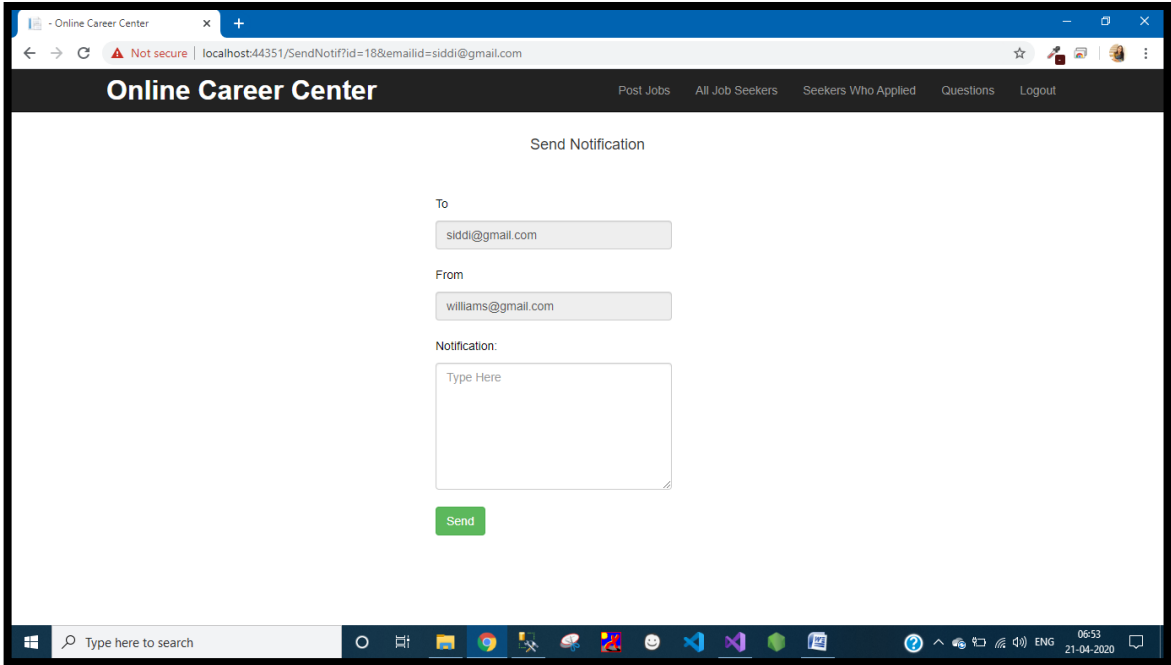 - Online Career Center
Not secure | localhost:44351/SendNotif?id=18&emailid=siddi@gmail.com
Online Career Center Post Jobs All Job Seekers Seekers Who Applied Questions Logout
Send Notification
To
siddi@gmail.com
From
williams@gmail.com
Notification:
Type Here
Send
Type here to search ENG 06:53
21-04-2020